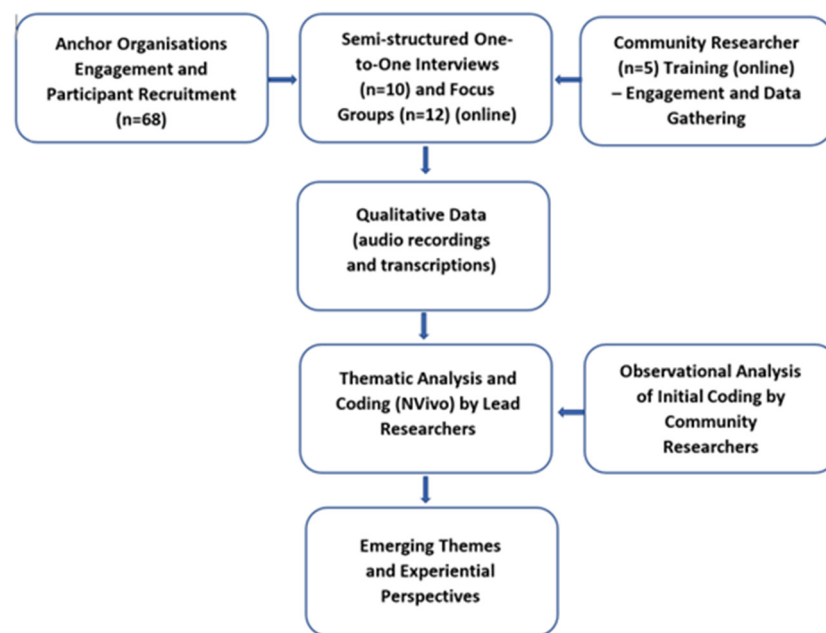 Anchor Organisations
Engagement and
Participant Recruitment
(n=68)
Semi-structured One-
to-One Interviews
(n=10) and Focus
Groups (n=12) (online)
Community Researcher
(n=5) Training (online)
– Engagement and Data
Gathering
Qualitative Data
(audio recordings
and transcriptions)
Thematic Analysis and
Coding (NVivo) by Lead
Researchers
Observational Analysis
of Initial Coding by
Community
Researchers
Emerging Themes
and Experiential
Perspectives